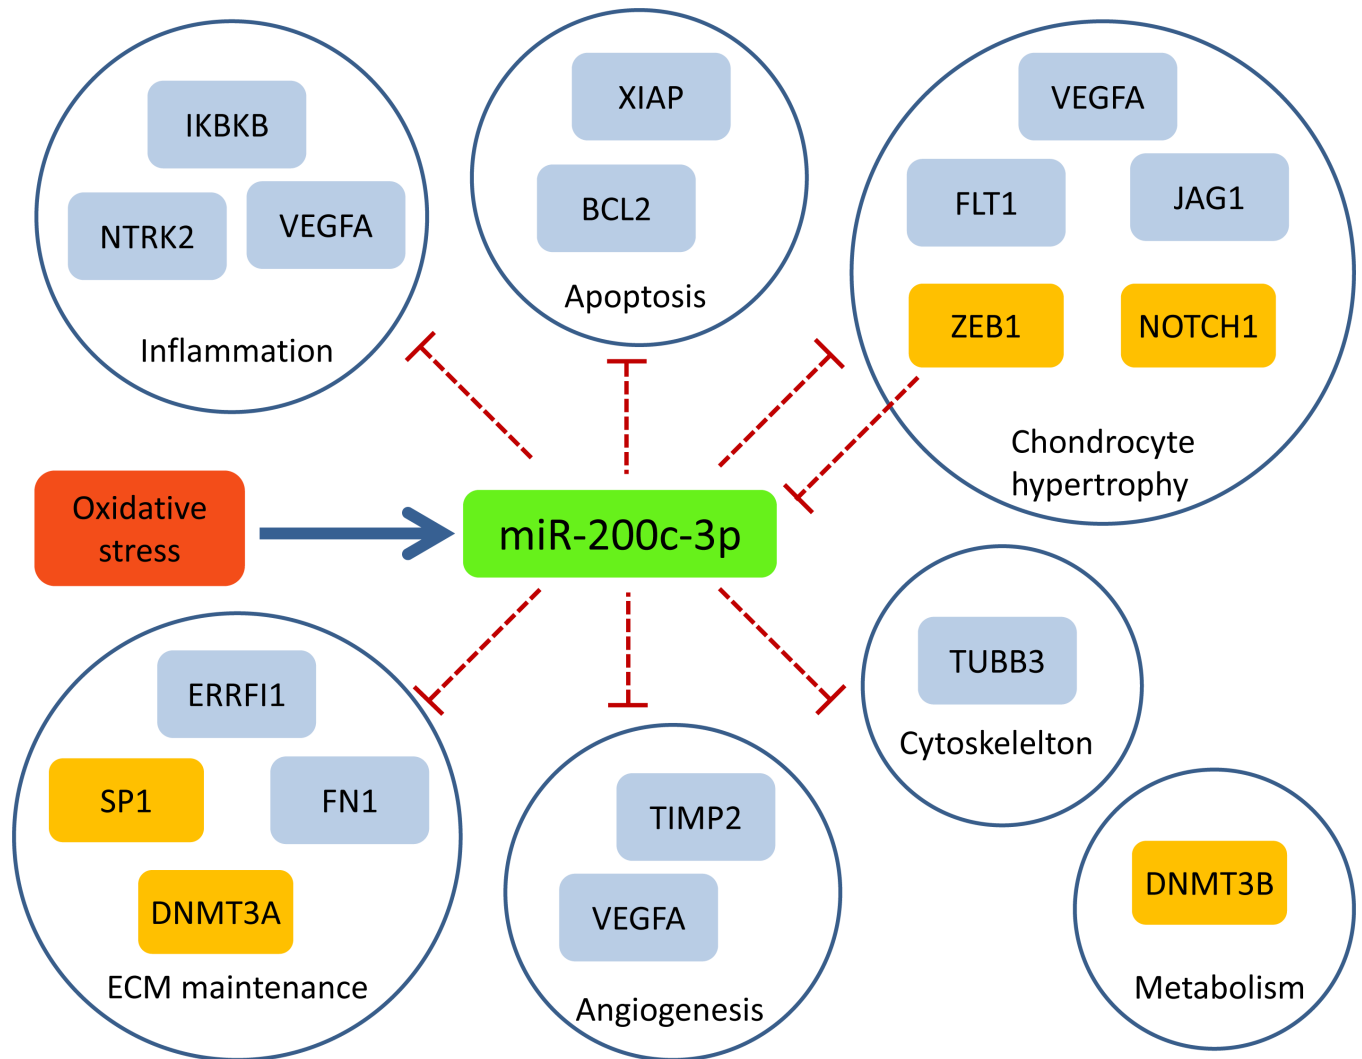 IKBKB
NTRK2
VEGFA
Inflammation
XIAP
BCL2
Apoptosis
VEGFA
FLT1
JAG1
ZEB1
NOTCH1
Chondrocyte
hypertrophy
Oxidative
stress
miR-200c-3p
ERRFI1
SP1
FN1
DNMT3A
ECM maintenance
TIMP2
VEGFA
Angiogenesis
TUBB3
Cytoskelelton
DNMT3B
Metabolism